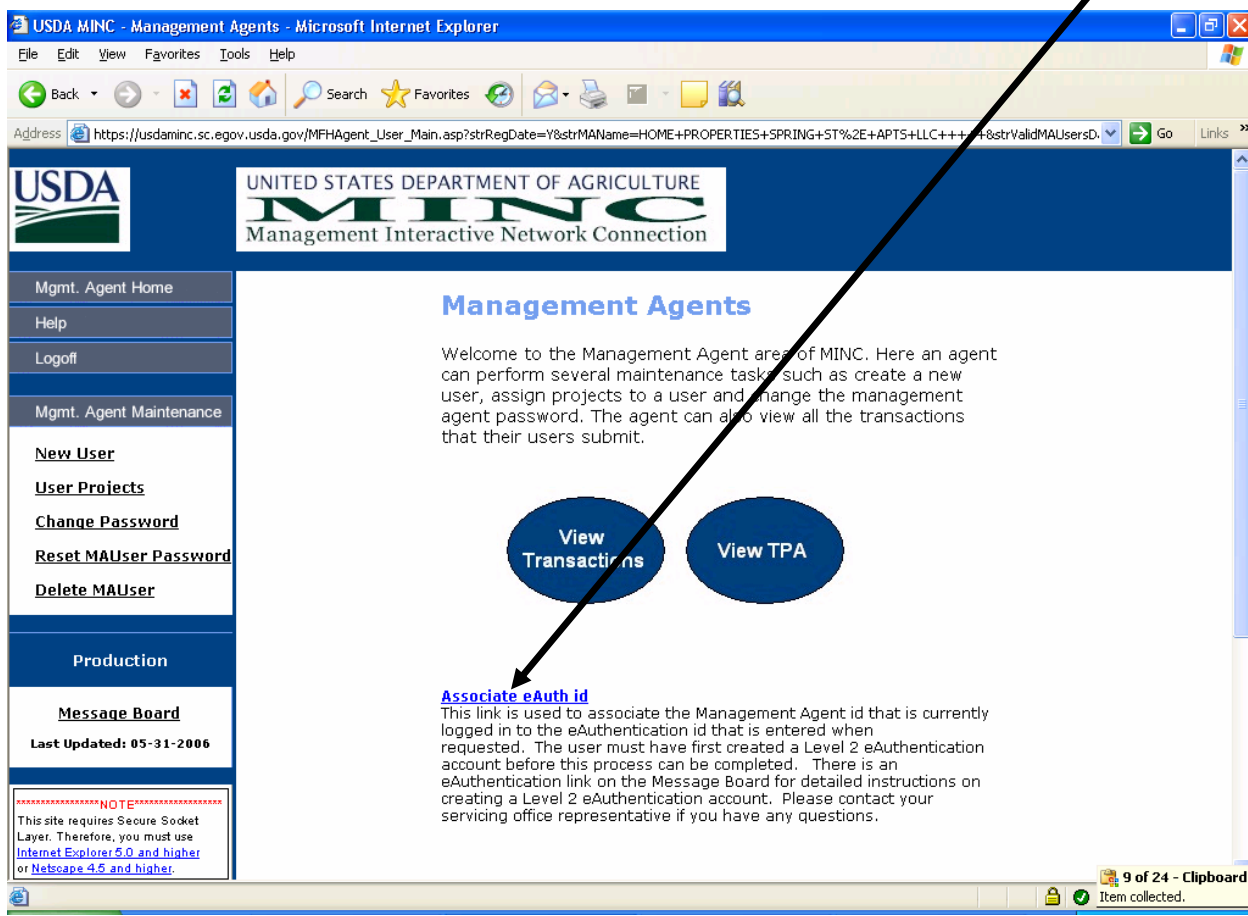 USDA MINC - Management Agents - Microsoft Internet Explorer
File Edit View Favorites Tools Help
Back Search Favorites
Address https://usdaminc.sc.egov.usda.gov/MFHAgent_User_Main.asp?strRegDate=Y&strMAName=HOME+PROPERTIES+SPRING+ST%2E+APTS+LLC+++++&strValidMAUsersD. Go Links »
USDA
UNITED STATES DEPARTMENT OF AGRICULTURE
MINC
Management Interactive Network Connection
Mgmt. Agent Home
Help
Logoff
Mgmt. Agent Maintenance
New User
User Projects
Change Password
Reset MAUser Password
Delete MAUser
Production
Message Board
Last Updated: 05-31-2006
******************NOTE******************
This site requires Secure Socket
Layer. Therefore, you must use
Internet Explorer 5.0 and higher
or Netscape 4.5 and higher.
Management Agents
Welcome to the Management Agent area of MINC. Here an agent
can perform several maintenance tasks such as create a new
user, assign projects to a user and change the management
agent password. The agent can also view all the transactions
that their users submit.
View
Transactions
View TPA
Associate eAuth id
This link is used to associate the Management Agent id that is currently
logged in to the eAuthentication id that is entered when
requested. The user must have first created a Level 2 eAuthentication
account before this process can be completed. There is an
eAuthentication link on the Message Board for detailed instructions on
creating a Level 2 eAuthentication account. Please contact your
servicing office representative if you have any questions.
9 of 24 - Clipboard
Item collected.